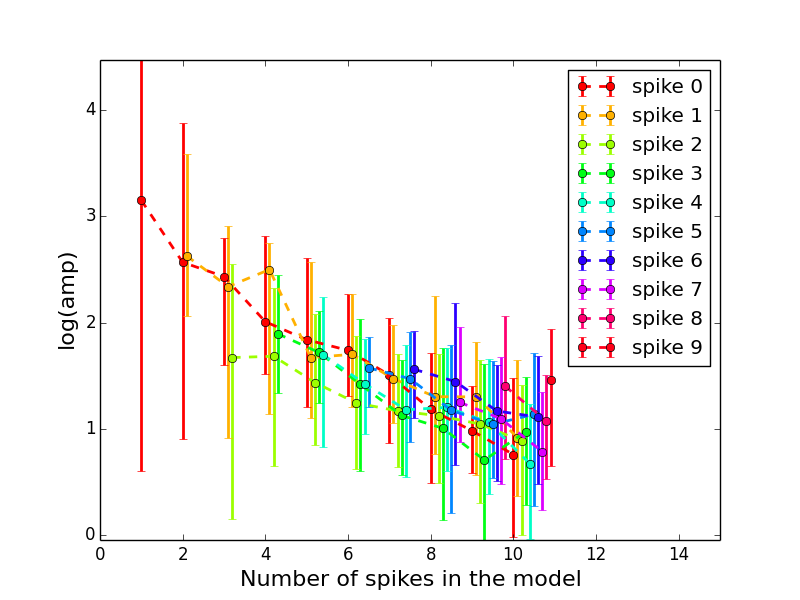 4
3
2
1
0
log(amp)
0 2 4 6 8 10 12 14
Number of spikes in the model
spike 0
spike 1
spike 2
spike 3
spike 4
spike 5
spike 6
spike 7
spike 8
spike 9